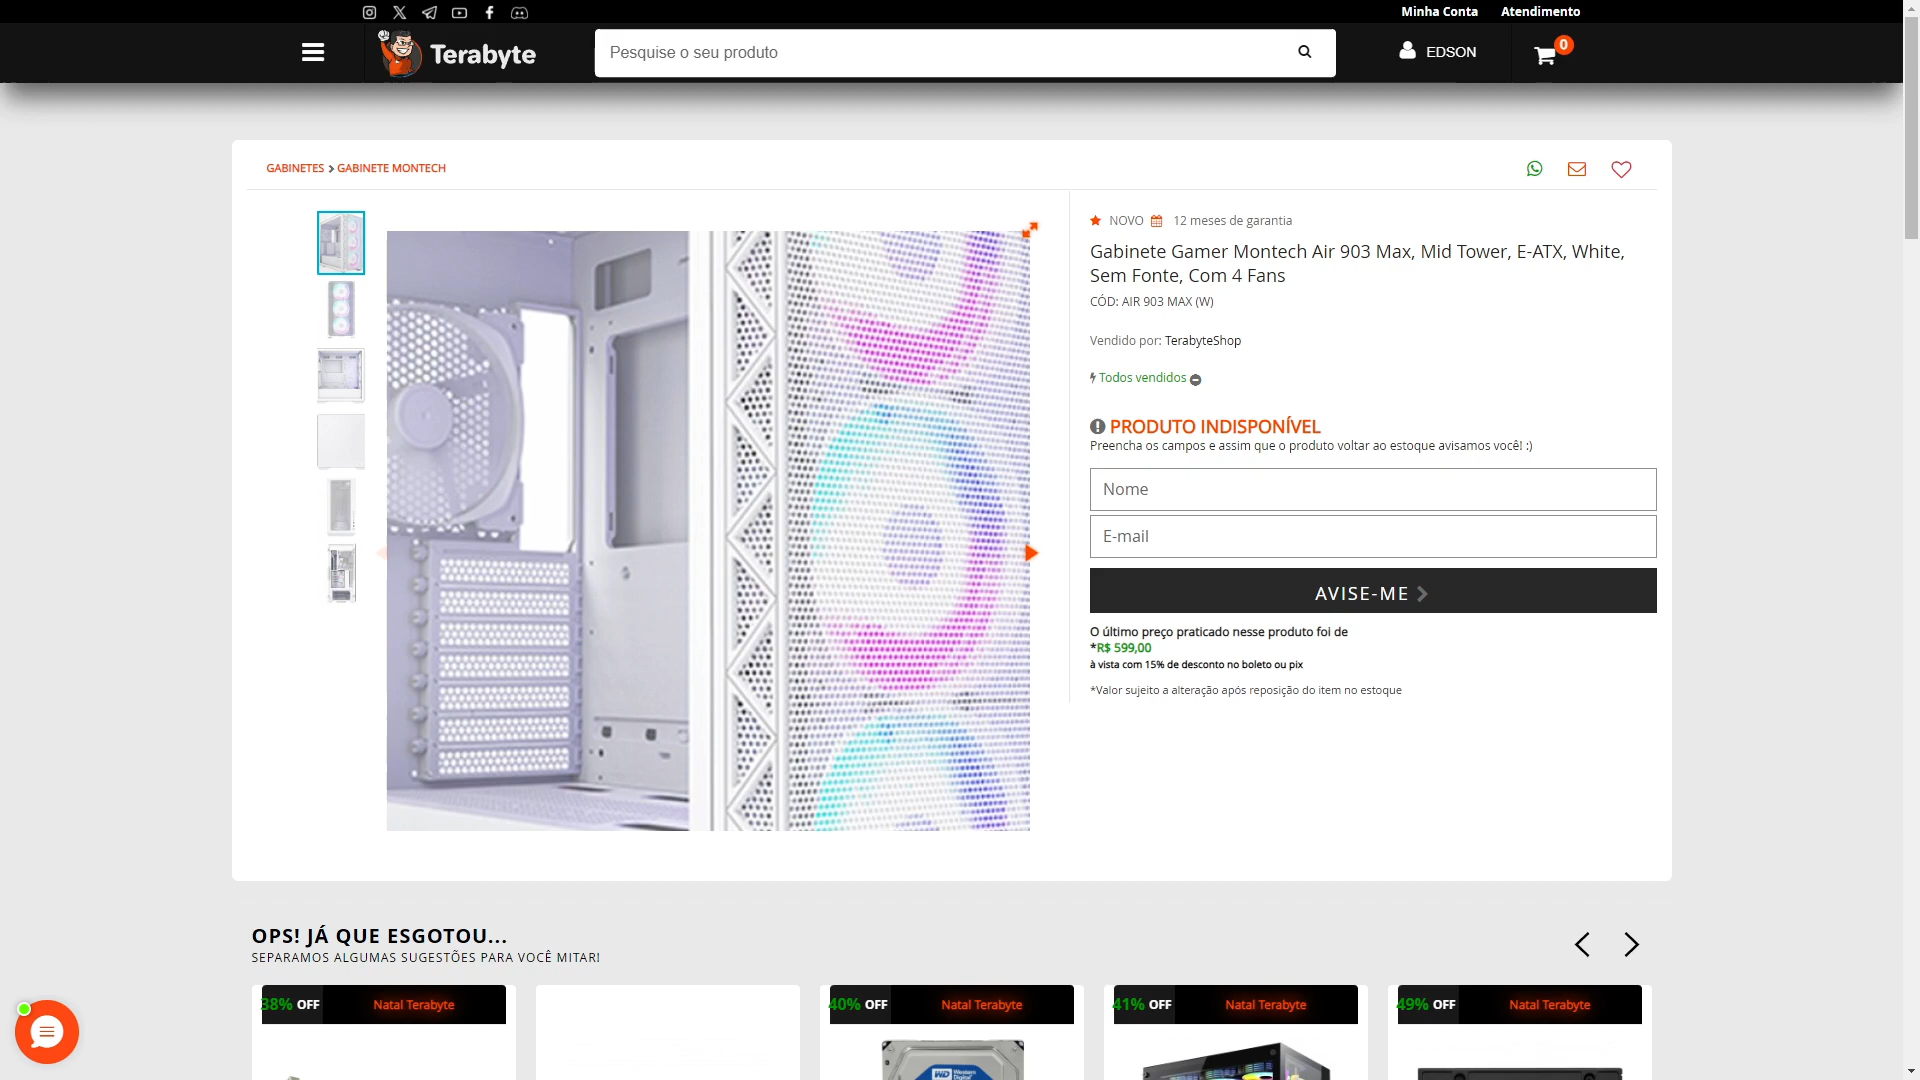 Minha Conta
Atendimento
Terabyte
Pesquise o seu produto
EDSON
0
GABINETES > GABINETE MONTECH
NOVO
12 meses de garantia
Gabinete Gamer Montech Air 903 Max, Mid Tower, E-ATX, White,
Sem Fonte, Com 4 Fans
CÓD: AIR 903 MAX (W)
Vendido por: TerabyteShop
Todos vendidos
PRODUTO INDISPONÍVEL
Preencha os campos e assim que o produto voltar ao estoque avisamos você! :)
Nome
E-mail
AVISE-ME
O último preço praticado nesse produto foi de
*R$ 599,00
à vista com 15% de desconto no boleto ou pix
*Valor sujeito a alteração após reposição do item no estoque
OPS! JÁ QUE ESGOTOU...
SEPARAMOS ALGUMAS SUGESTÕES PARA VOCÊ MITAR!
38% OFF
Natal Terabyte
40% OFF
Natal Terabyte
41% OFF
Natal Terabyte
49% OFF
Natal Terabyte
WD Western Digital